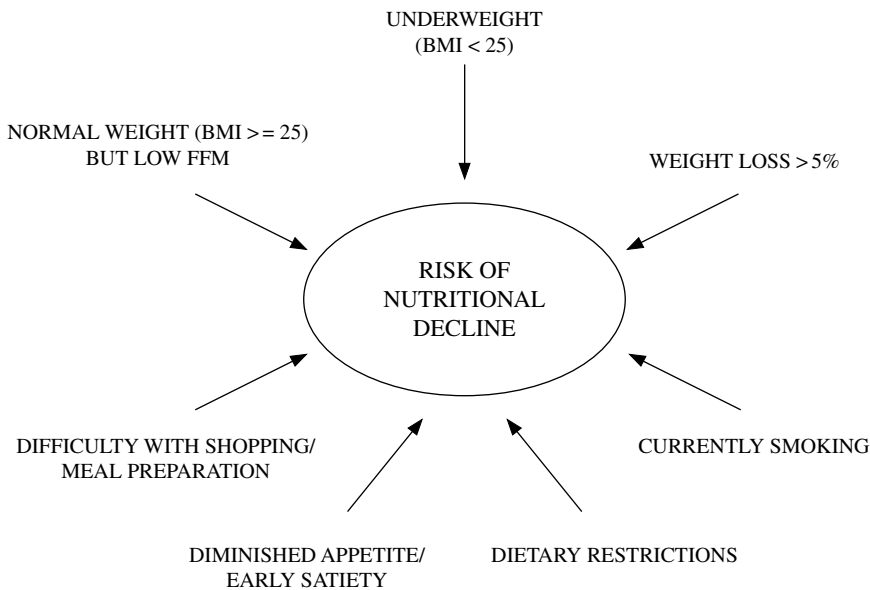 UNDERWEIGHT
(BMI < 25)
NORMAL WEIGHT (BMI >= 25)
BUT LOW FFM
WEIGHT LOSS > 5%
RISK OF
NUTRITIONAL
DECLINE
DIFFICULTY WITH SHOPPING/
MEAL PREPARATION
CURRENTLY SMOKING
DIMINISHED APPETITE/
EARLY SATIETY
DIETARY RESTRICTIONS